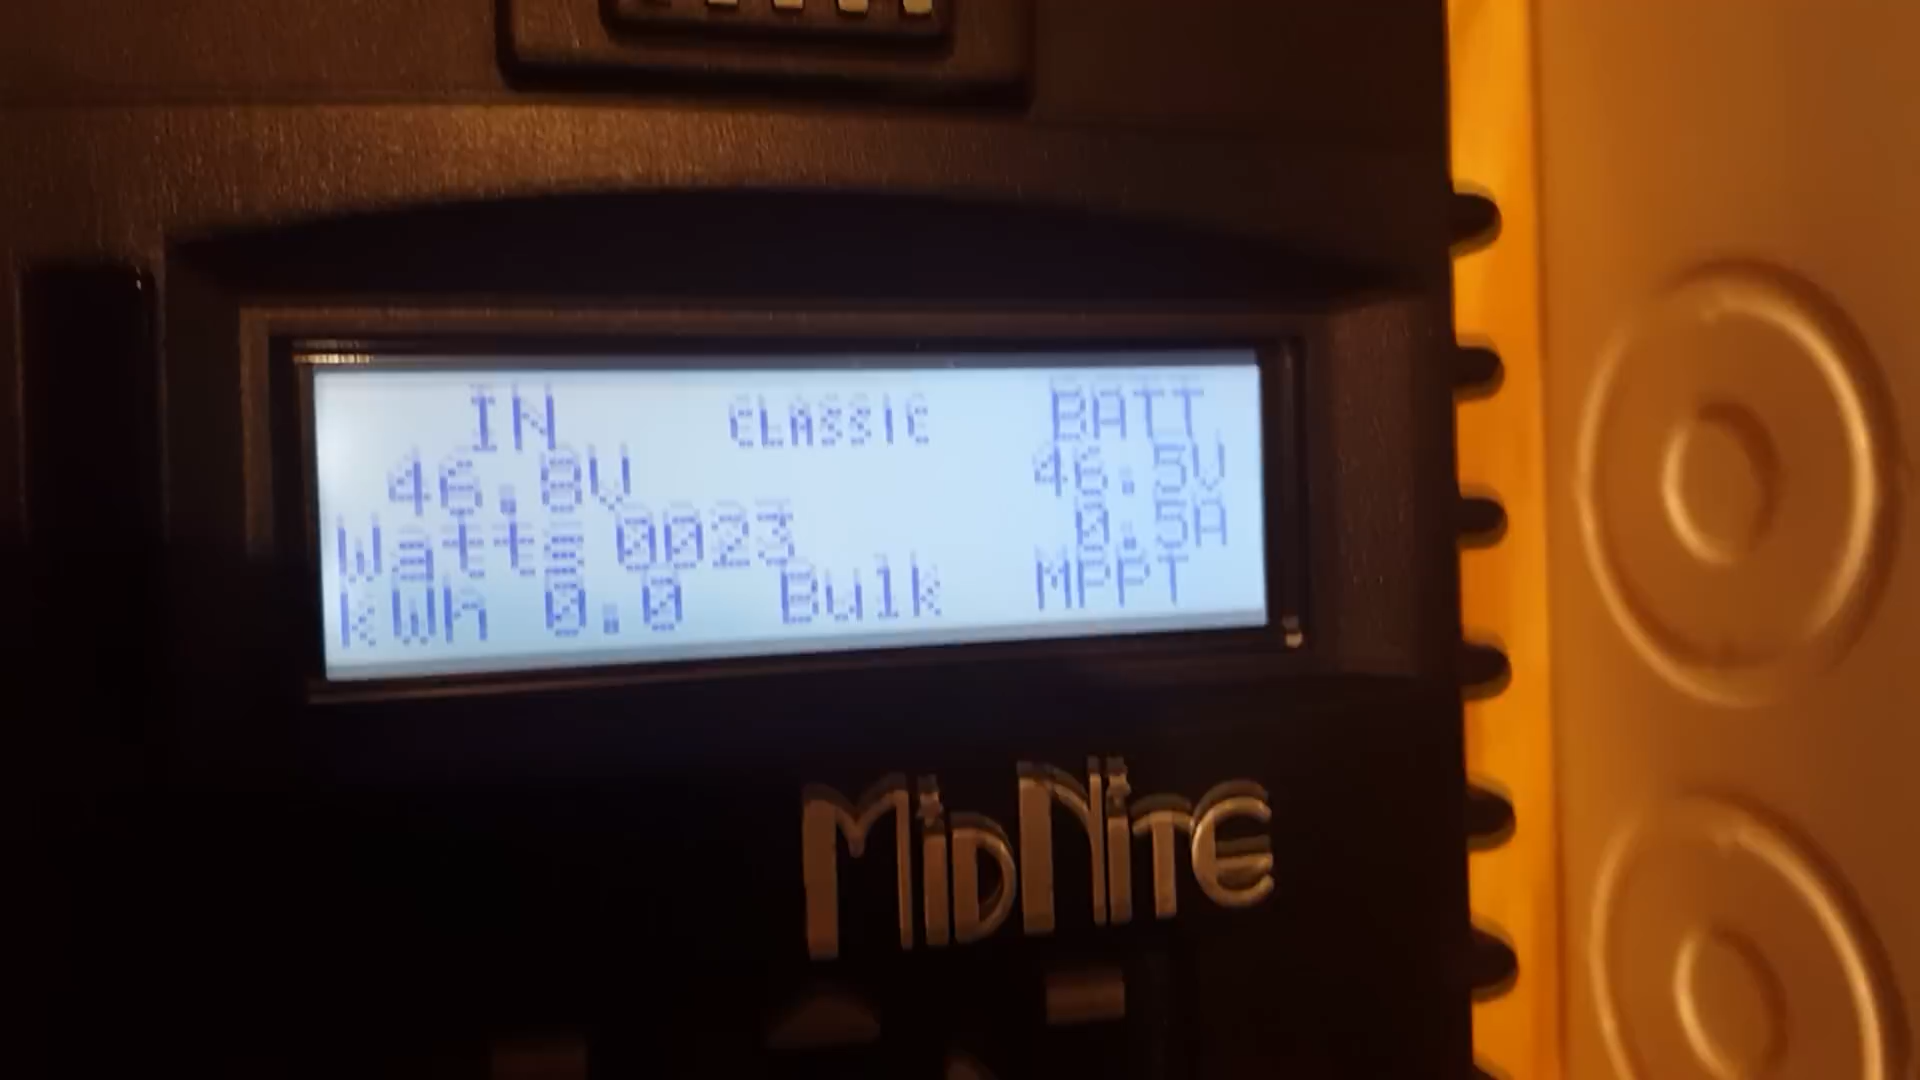 IN CLASSIC BATT
46.8V 46.5V
Watts 0023 0.5A
kWh 0.0 Bulk MPPT
MidNite